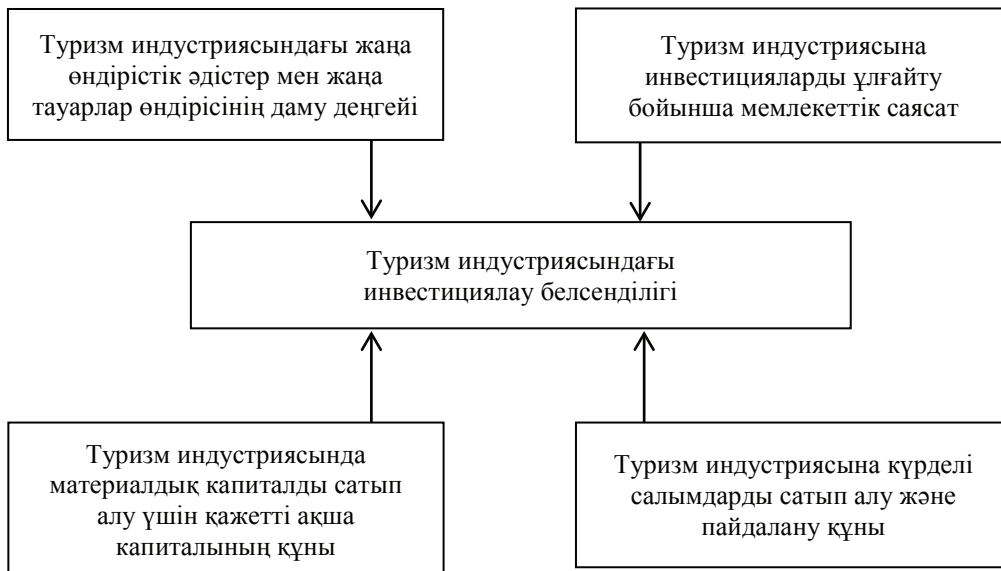 Туризм индустриясындағы жаңа
өндірістік әдістер мен жаңа
тауарлар өндірісінің даму деңгейі
Туризм индустриясына
инвестицияларды ұлғайту
бойынша мемлекеттік саясат
Туризм индустриясындағы
инвестициялау белсенділігі
Туризм индустриясында
материалдық капиталды сатып
алу үшін қажетті ақша
капиталының құны
Туризм индустриясына күрделі
салымдарды сатып алу және
пайдалану құны